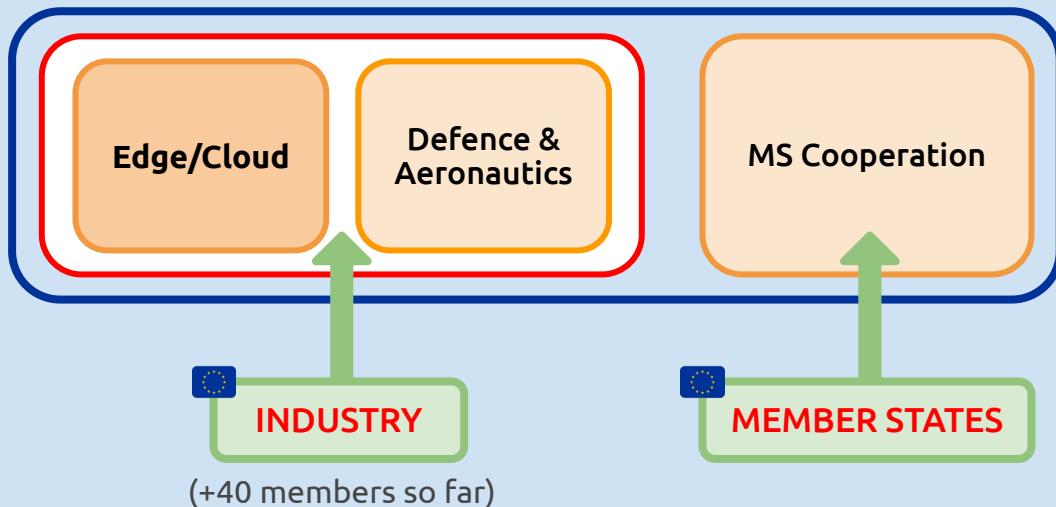 Edge/Cloud
Defence &
Aeronautics
MS Cooperation
INDUSTRY
(+40 members so far)
MEMBER STATES